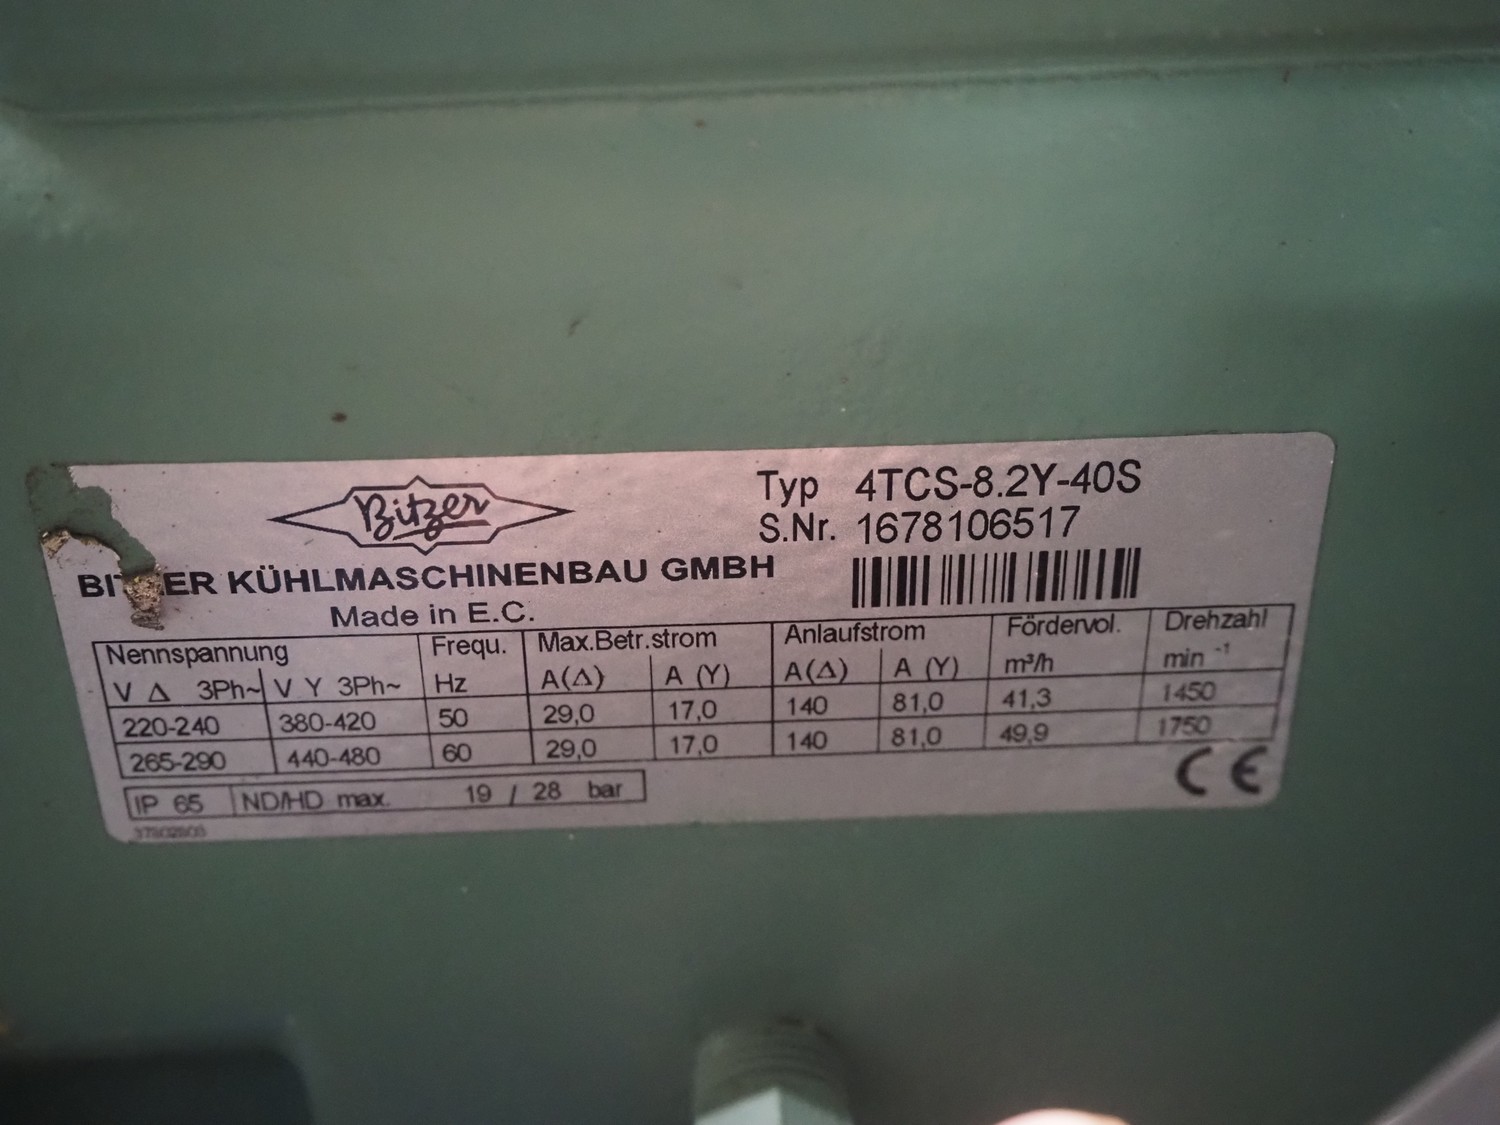 Bitzer
Typ 4TCS-8.2Y-40S
S.Nr. 1678106517
BITZER KÜHLMASCHINENBAU GMBH
Made in E.C.
Nennspannung Frequ. Max.Betr.strom Anlaufstrom Fördervol. Drehzahl
V Δ 3Ph~ V Y 3Ph~ Hz A(Δ) A (Y) A(Δ) A (Y) m³/h min ⁻¹
220-240 380-420 50 29,0 17,0 140 81,0 41,3 1450
265-290 440-480 60 29,0 17,0 140 81,0 49,9 1750
IP 65 ND/HD max. 19 / 28 bar
CE